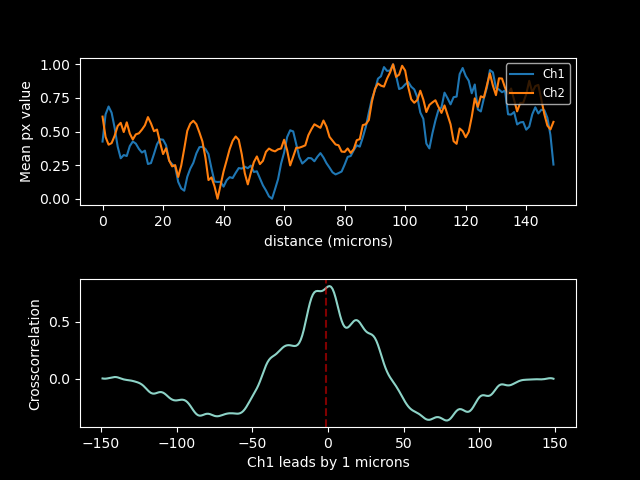 1.00
0.75
0.50
0.25
0.00
Mean px value
Ch1
Ch2
0 20 40 60 80 100 120 140
distance (microns)
0.5
0.0
Crosscorrelation
−150 −100 −50 0 50 100 150
Ch1 leads by 1 microns